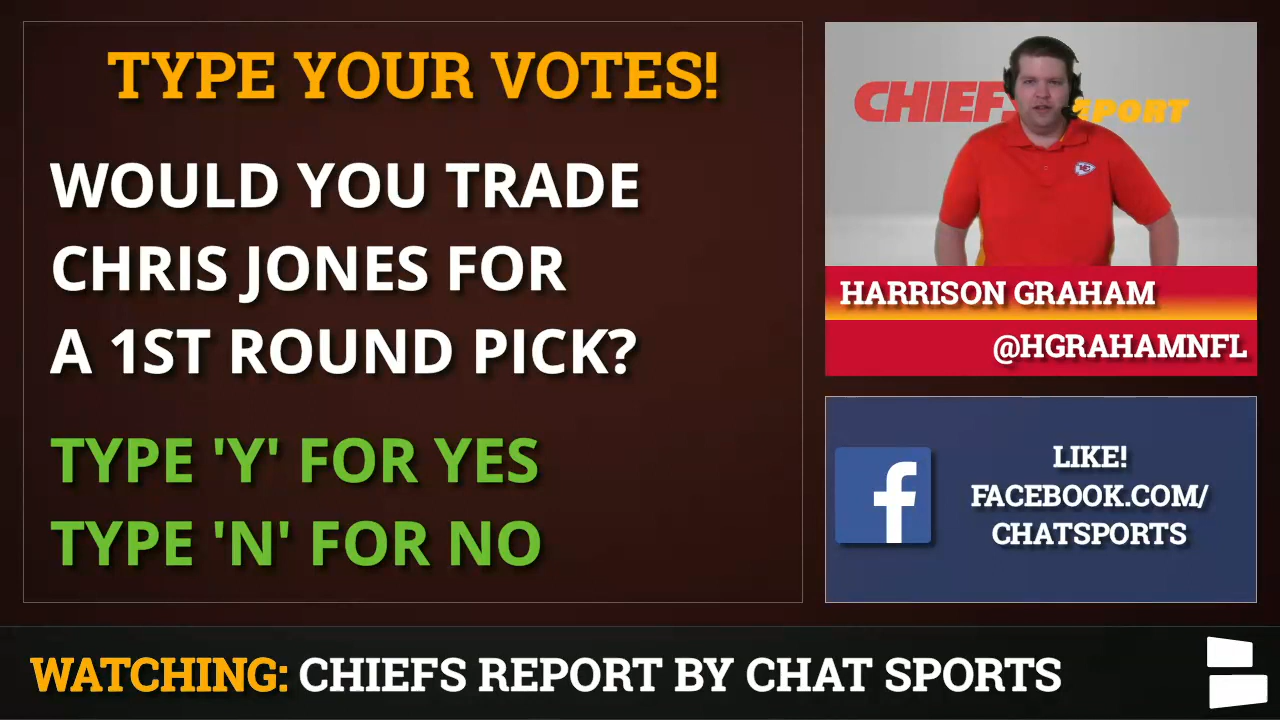 TYPE YOUR VOTES!
WOULD YOU TRADE
CHRIS JONES FOR
A 1ST ROUND PICK?
TYPE 'Y' FOR YES
TYPE 'N' FOR NO
CHIEFS REPORT
HARRISON GRAHAM
@HGRAHAMNFL
f
LIKE!
FACEBOOK.COM/
CHATSPORTS
WATCHING: CHIEFS REPORT BY CHAT SPORTS